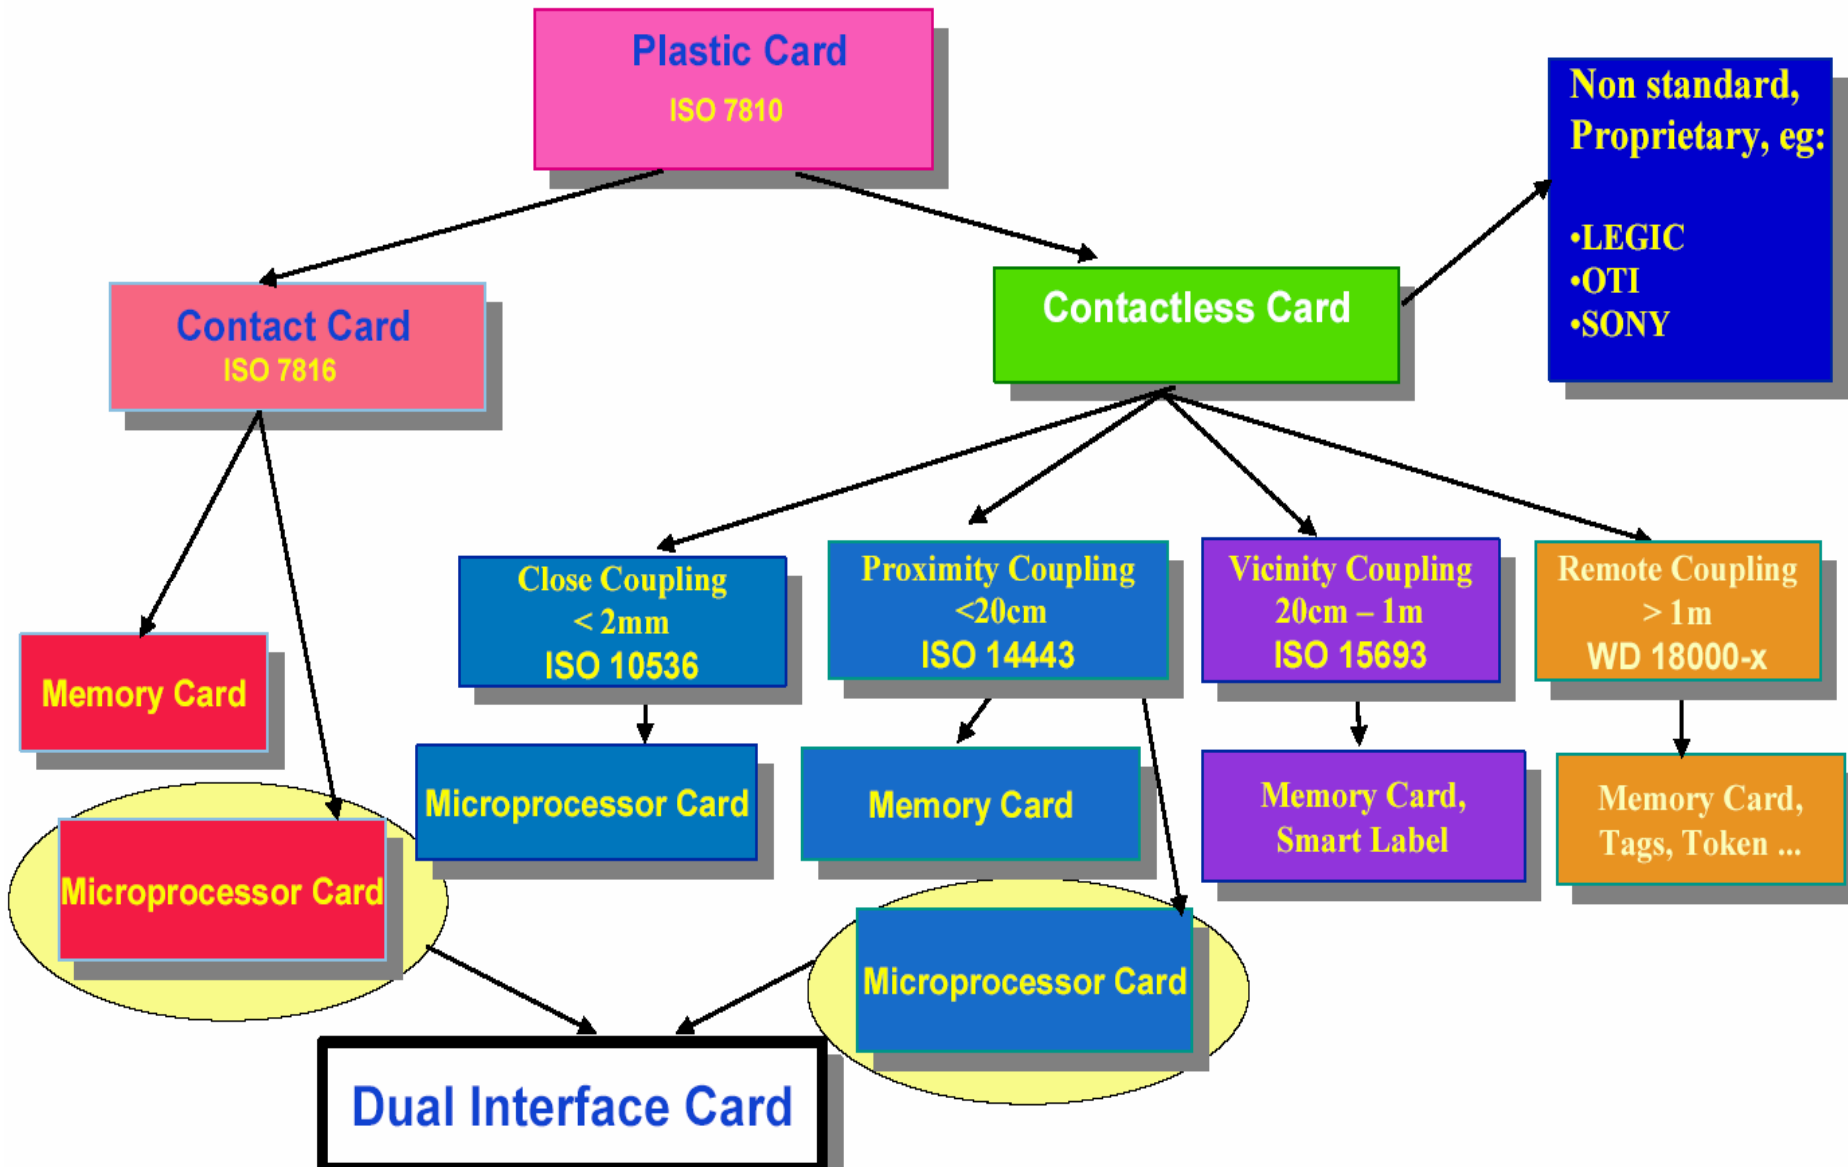 Plastic Card
ISO 7810
Non standard,
Proprietary, eg:
•LEGIC
•OTI
•SONY
Contact Card
ISO 7816
Contactless Card
Close Coupling
< 2mm
ISO 10536
Proximity Coupling
<20cm
ISO 14443
Vicinity Coupling
20cm – 1m
ISO 15693
Remote Coupling
> 1m
WD 18000-x
Memory Card
Microprocessor Card
Microprocessor Card
Memory Card
Memory Card,
Smart Label
Memory Card,
Tags, Token ...
Microprocessor Card
Dual Interface Card